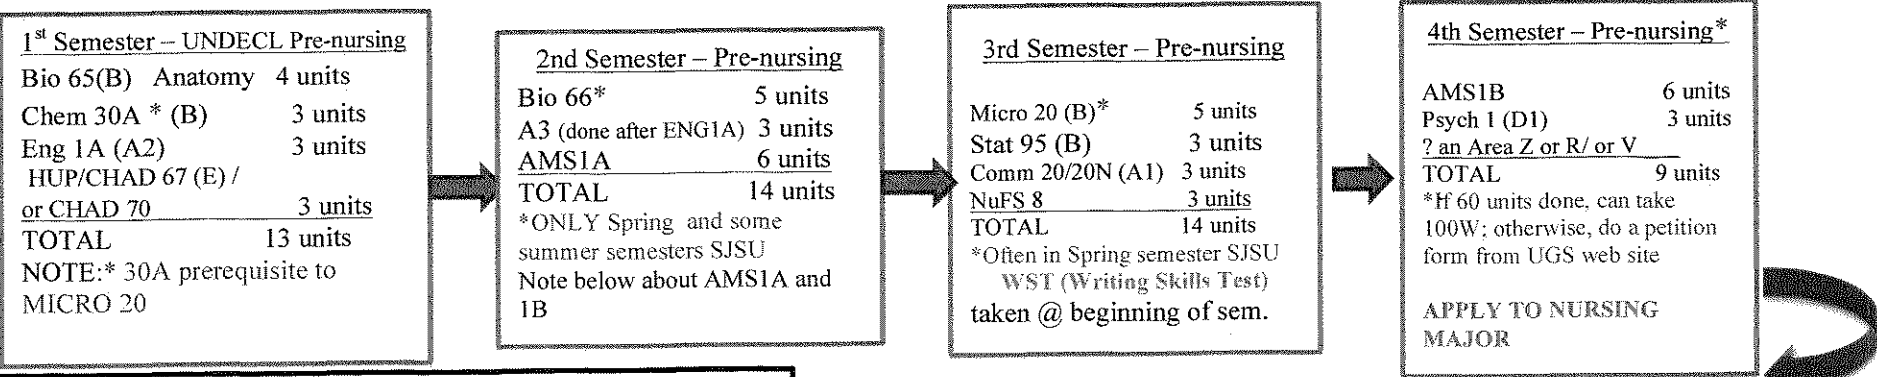 1st Semester – UNDECL Pre-nursing
Bio 65(B) Anatomy 4 units
Chem 30A * (B) 3 units
Eng 1A (A2) 3 units
HUP/CHAD 67 (E) /
or CHAD 70 3 units
TOTAL 13 units
NOTE:* 30A prerequisite to
MICRO 20
2nd Semester – Pre-nursing
Bio 66* 5 units
A3 (done after ENG1A) 3 units
AMS1A 6 units
TOTAL 14 units
*ONLY Spring and some
summer semesters SJSU
Note below about AMS1A and
1B
3rd Semester – Pre-nursing
Micro 20 (B)* 5 units
Stat 95 (B) 3 units
Comm 20/20N (A1) 3 units
NuFS 8 3 units
TOTAL 14 units
*Often in Spring semester SJSU
WST (Writing Skills Test)
taken @ beginning of sem.
4th Semester – Pre-nursing*
AMS1B 6 units
Psych 1 (D1) 3 units
? an Area Z or R/ or V
TOTAL 9 units
*If 60 units done, can take
100W; otherwise, do a petition
form from UGS web site
APPLY TO NURSING
MAJOR